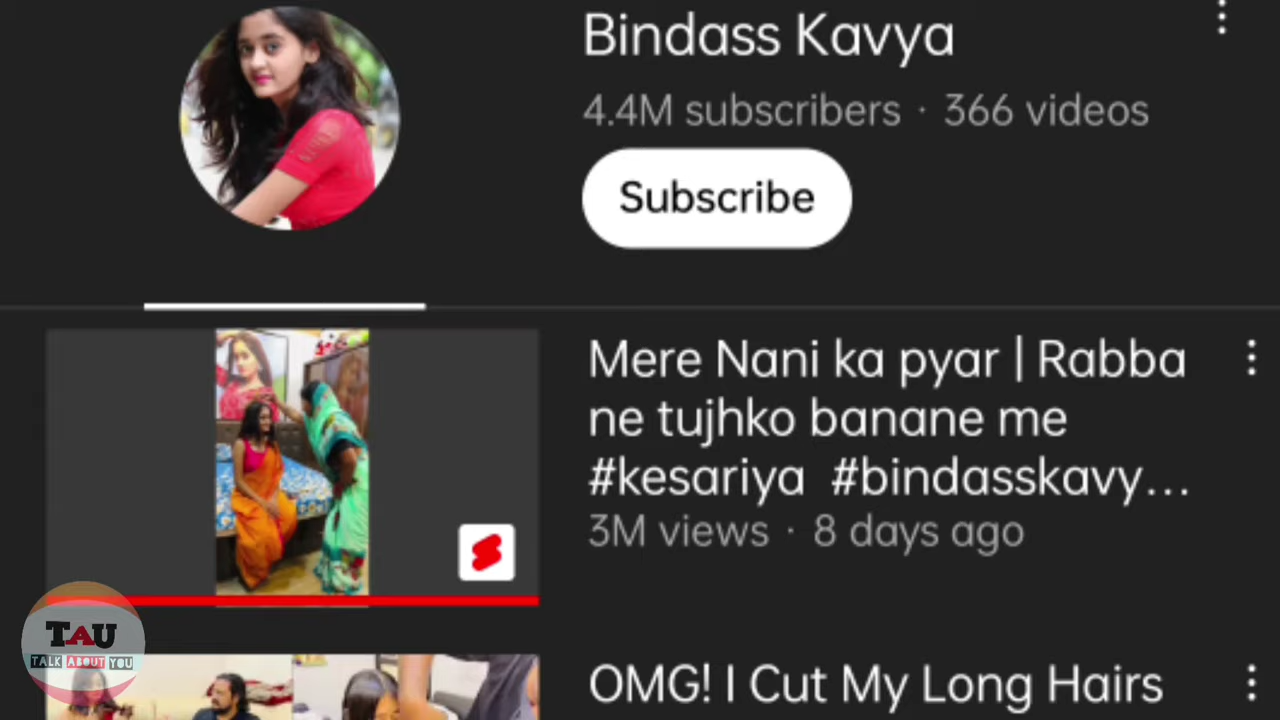 Bindass Kavya
4.4M subscribers · 366 videos
Subscribe
Mere Nani ka pyar | Rabba
ne tujhko banane me
#kesariya #bindasskavy...
3M views · 8 days ago
TAU
TALK ABOUT YOU
OMG! I Cut My Long Hairs